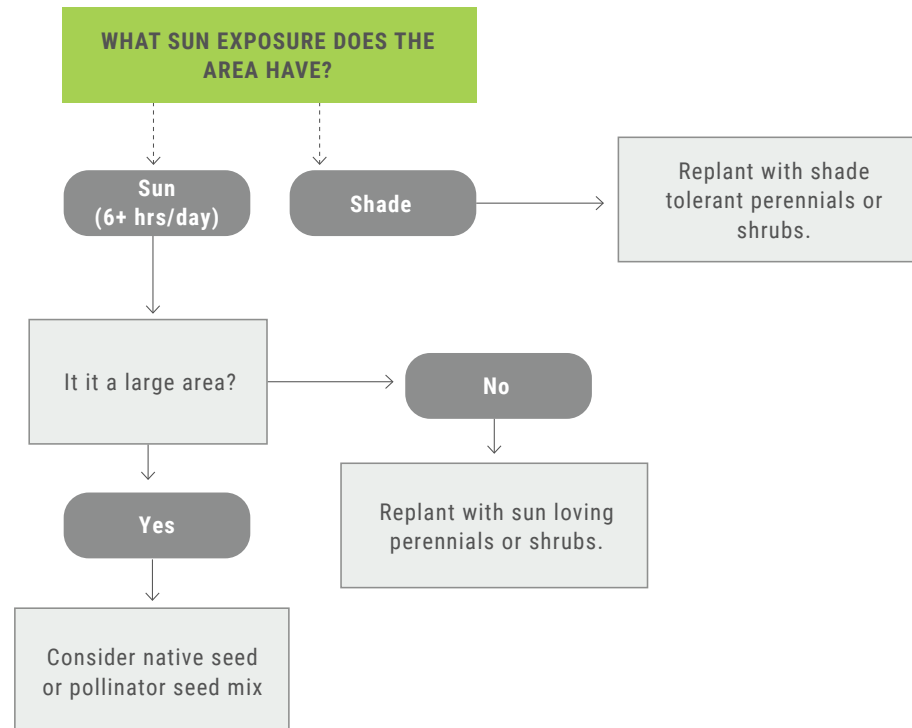 WHAT SUN EXPOSURE DOES THE
AREA HAVE?
Sun
(6+ hrs/day)
Shade
Replant with shade
tolerant perennials or
shrubs.
It it a large area?
No
Yes
Replant with sun loving
perennials or shrubs.
Consider native seed
or pollinator seed mix